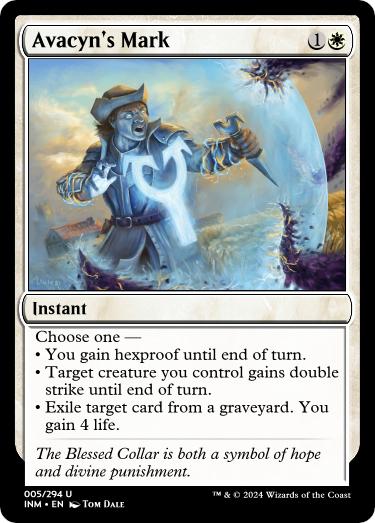 Avacyn's Mark
1
Instant
Choose one —
• You gain hexproof until end of turn.
• Target creature you control gains double
strike until end of turn.
• Exile target card from a graveyard. You
gain 4 life.
The Blessed Collar is both a symbol of hope
and divine punishment.
005/294 U
INM • EN Tom Dale
™ & © 2024 Wizards of the Coast